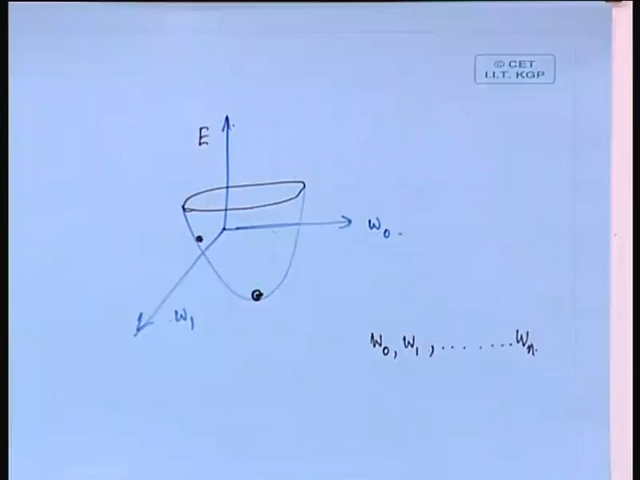 © CET
I.I.T. KGP
E
W₀.
W₁
W₀, W₁, ........ Wₙ.